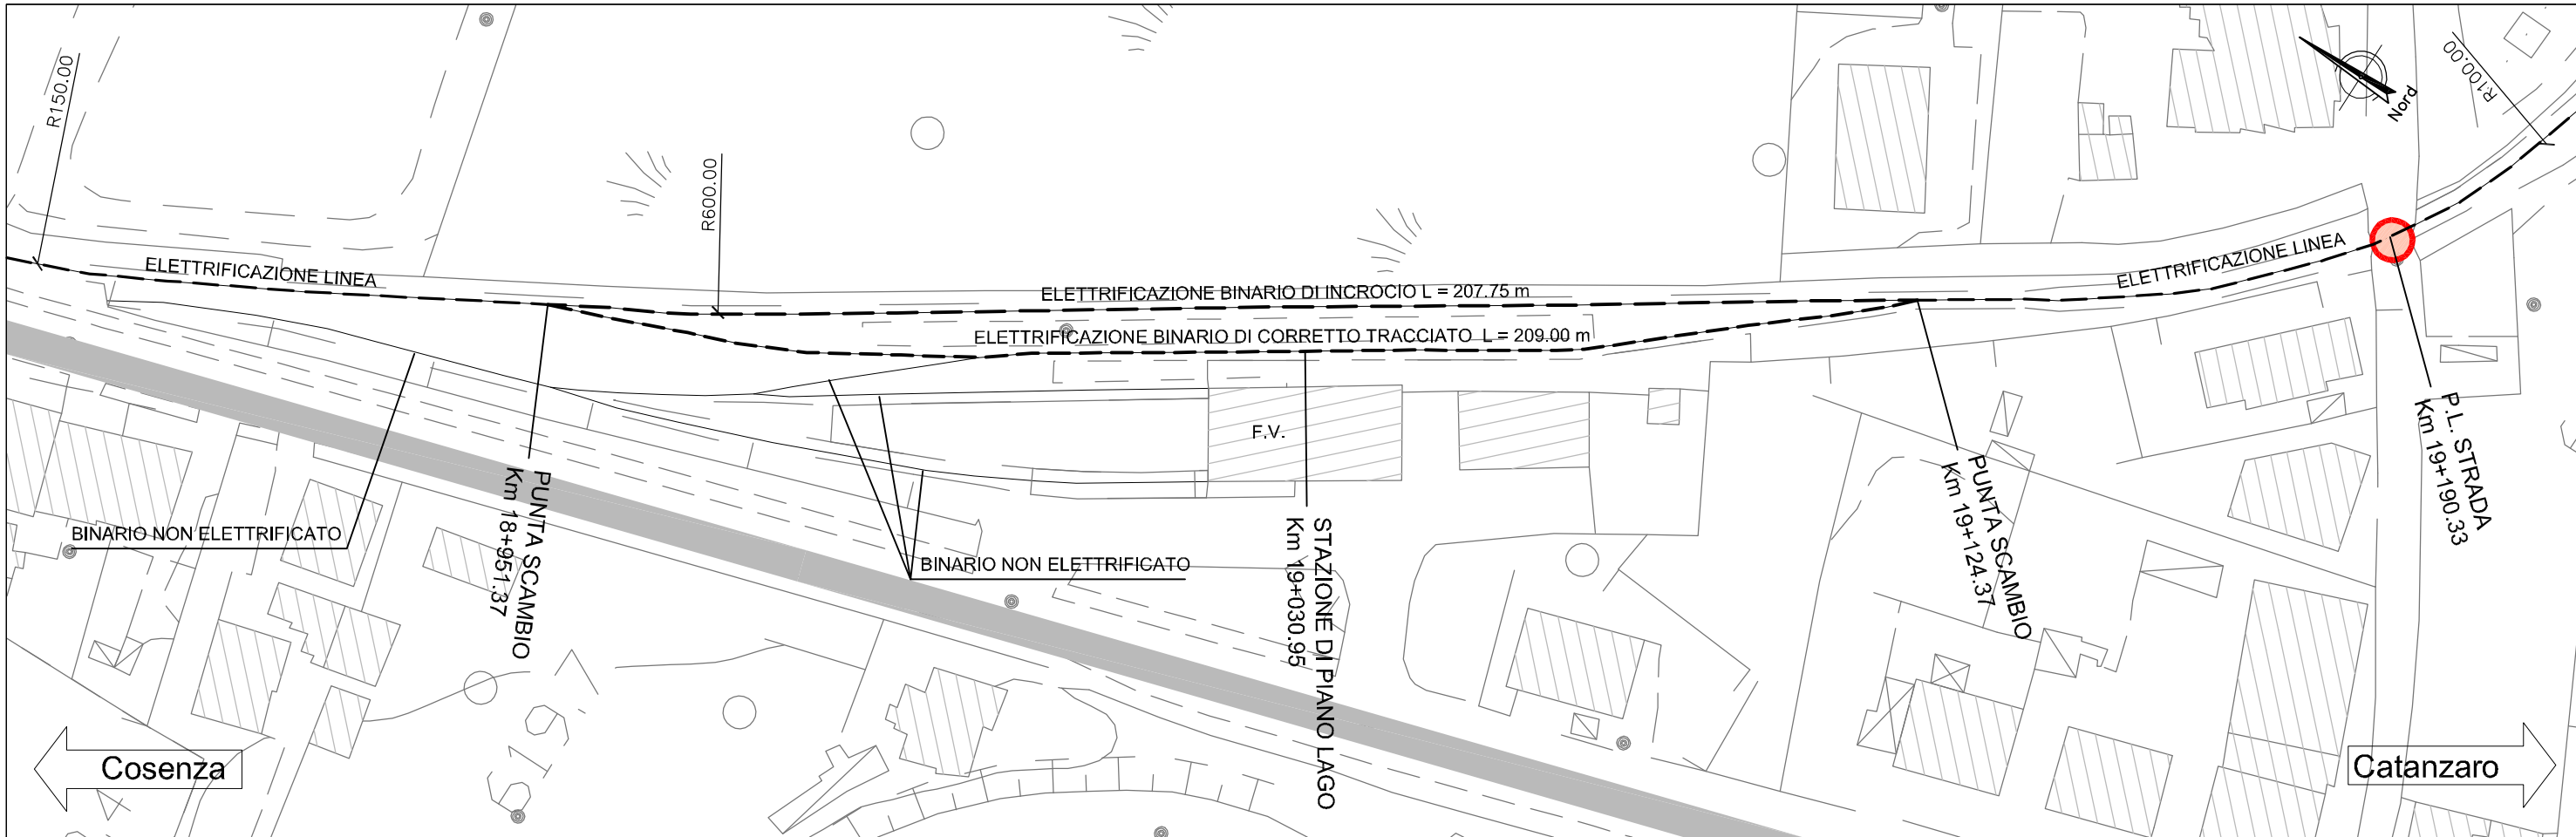 R150.00
ELETTRIFICAZIONE LINEA
R600.00
ELETTRIFICAZIONE BINARIO DI INCROCIO L = 207.75 m
ELETTRIFICAZIONE BINARIO DI CORRETTO TRACCIATO L = 209.00 m
ELETTRIFICAZIONE LINEA
Nord
R100.00
F.V.
BINARIO NON ELETTRIFICATO
PUNTA SCAMBIO
Km 18+951.37
BINARIO NON ELETTRIFICATO
STAZIONE DI PIANO LAGO
Km 19+030.95
PUNTA SCAMBIO
Km 19+124.37
P.L. STRADA
Km 19+190.33
Cosenza
Catanzaro